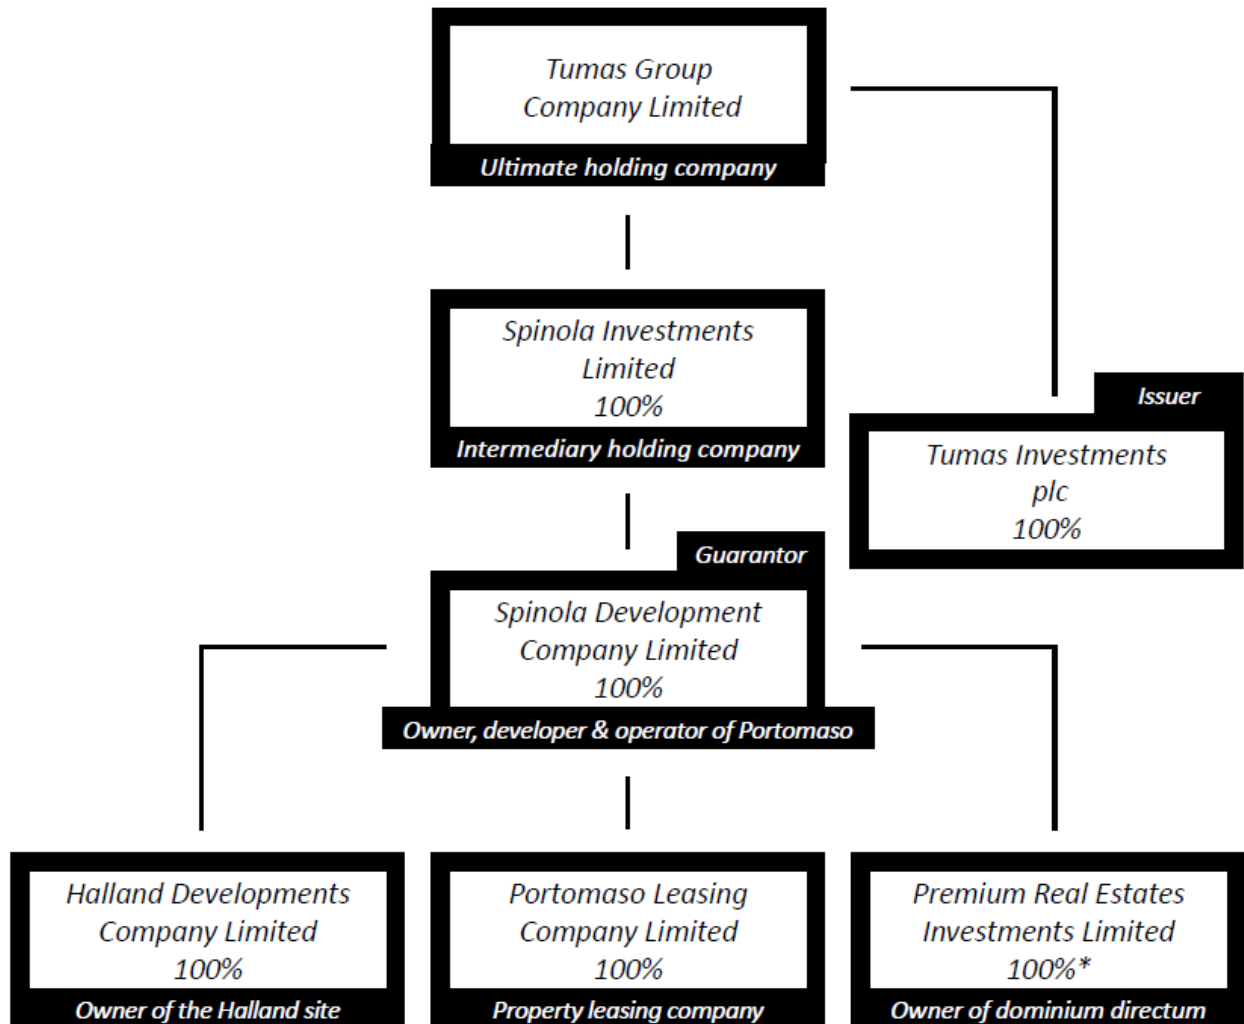 Tumas Group
Company Limited
Ultimate holding company
Spinola Investments
Limited
100%
Intermediary holding company
Issuer
Tumas Investments
plc
100%
Guarantor
Spinola Development
Company Limited
100%
Owner, developer & operator of Portomaso
Halland Developments
Company Limited
100%
Owner of the Halland site
Portomaso Leasing
Company Limited
100%
Property leasing company
Premium Real Estates
Investments Limited
100%*
Owner of dominium directum